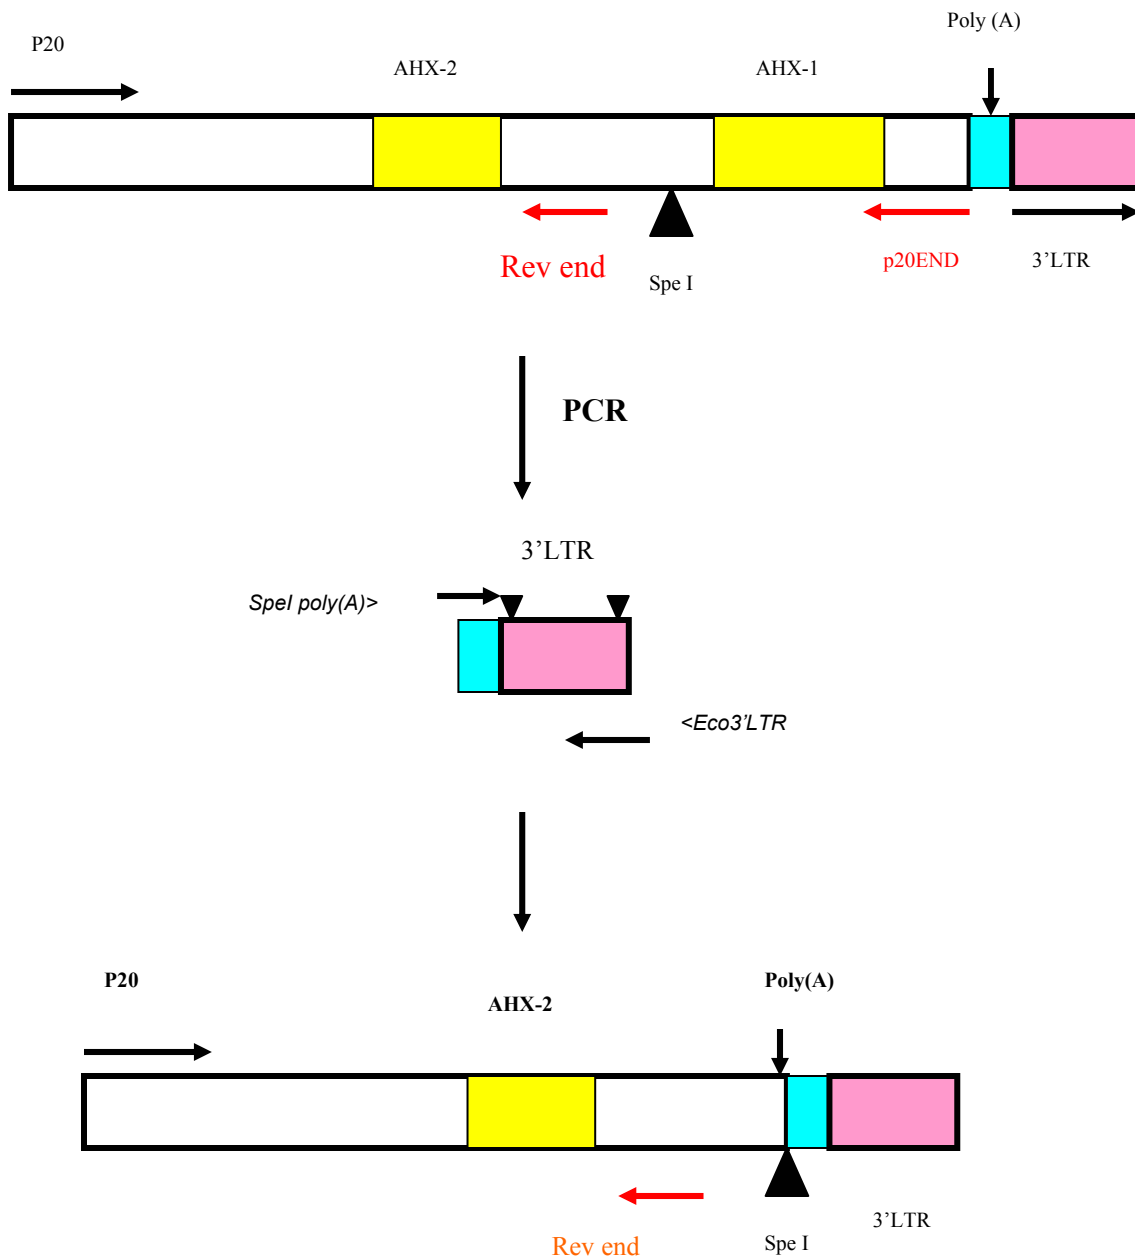 Poly (A)
P20
AHX-2
AHX-1
Rev end
Spe I
p20END
3’LTR
PCR
3’LTR
SpeI poly(A)>
<Eco3’LTR
P20
Poly(A)
AHX-2
Rev end
Spe I
3’LTR